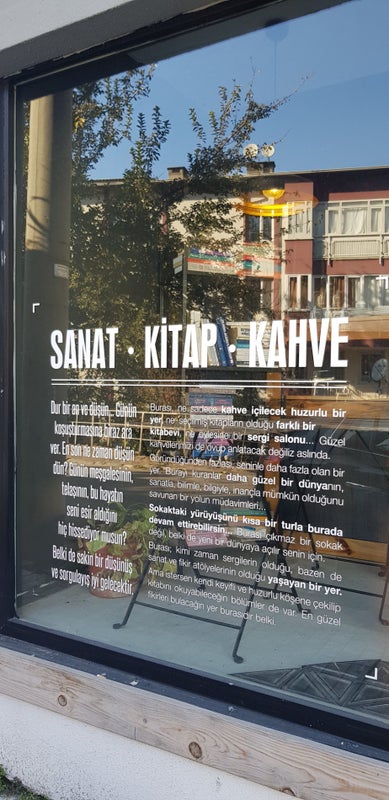 SANAT · KİTAP · KAHVE
Dur bir an ve düşün... Günün
koşuşturmasına biraz ara
ver. En son ne zaman düşün
dün? Günün meşgalesinin,
telaşının, bu hayatın
seni esir aldığını
hiç hissediyor musun?
Belki de sakin bir düşünüş
ve sorgulayış iyi gelecektir.
Burası, ne sadece kahve içilecek huzurlu bir
yer, ne seçilmiş kitapların olduğu farklı bir
kitabevi, ne öylesine bir sergi salonu... Güzel
kahvelerimizi de övüp anlatacak değiliz aslında.
Göründüğünden fazlası, seninle daha fazla olan bir
yer. Burayı kuranlar daha güzel bir dünyanın,
sanatla, bilimle, bilgiyle, inançla mümkün olduğunu
savunan bir yolun müdavimleri.
Sokaktaki yürüyüşünü kısa bir turla burada
devam ettirebilirsin... Burası çıkmaz bir sokak
değil, belki de yeni bir dünyaya açılır senin için.
Burası; kimi zaman sergilerin olduğu, bazen de
sanat ve fikir atölyelerinin olduğu yaşayan bir yer.
Ama istersen kendi keyifli ve huzurlu köşene çekilip
kitabını okuyabileceğin bölümler de var. En güzel
fikirleri bulacağın yer burasıdır belki.